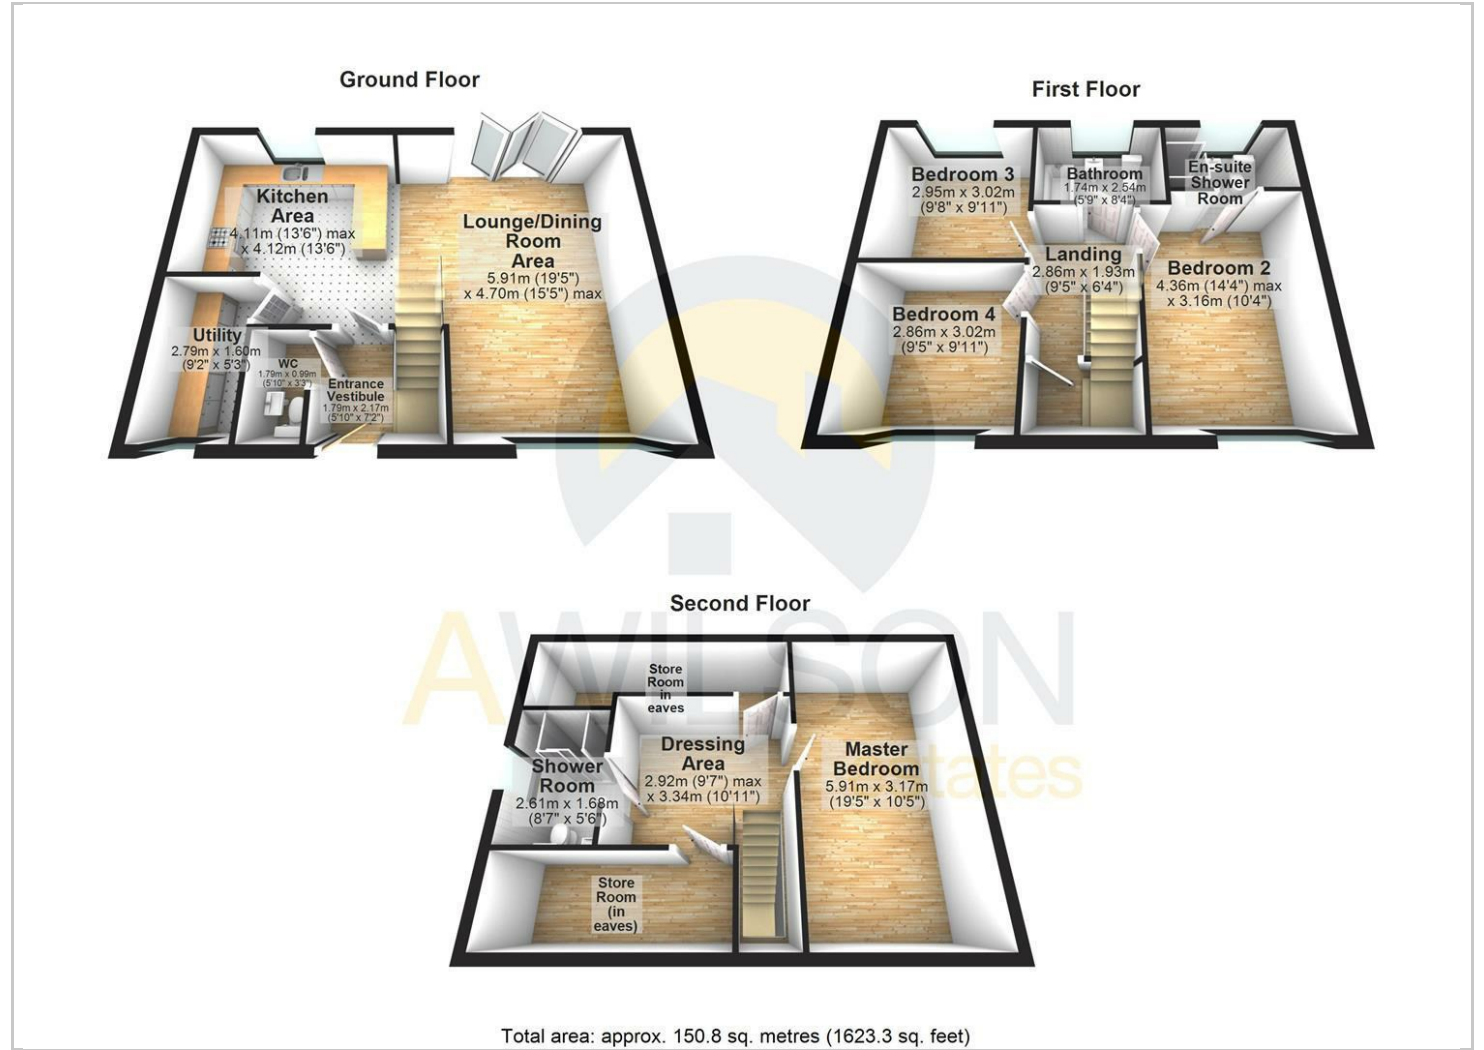 Ground Floor
Kitchen
Area
4.11m (13'6") max
x 4.12m (13'6")
Lounge/Dining
Room
Area
5.91m (19'5")
x 4.70m (15'5") max
Utility
2.79m x 1.60m
(9'2" x 5'3")
WC
1.79m x 0.99m
(5'10" x 3'3")
Entrance
Vestibule
1.79m x 2.17m
(5'10" x 7'2")
First Floor
Bedroom 3
2.95m x 3.02m
(9'8" x 9'11")
Bathroom
1.74m x 2.54m
(5'9" x 8'4")
En-suite
Shower
Room
Landing
2.86m x 1.93m
(9'5" x 6'4")
Bedroom 2
4.36m (14'4") max
x 3.16m (10'4")
Bedroom 4
2.86m x 3.02m
(9'5" x 9'11")
Second Floor
Store
Room
in
eaves
Dressing
Area
2.92m (9'7") max
x 3.34m (10'11")
Master
Bedroom
5.91m x 3.17m
(19'5" x 10'5")
Shower
Room
2.61m x 1.68m
(8'7" x 5'6")
Store
Room
(in
eaves)
AWILSON
Estates
Total area: approx. 150.8 sq. metres (1623.3 sq. feet)